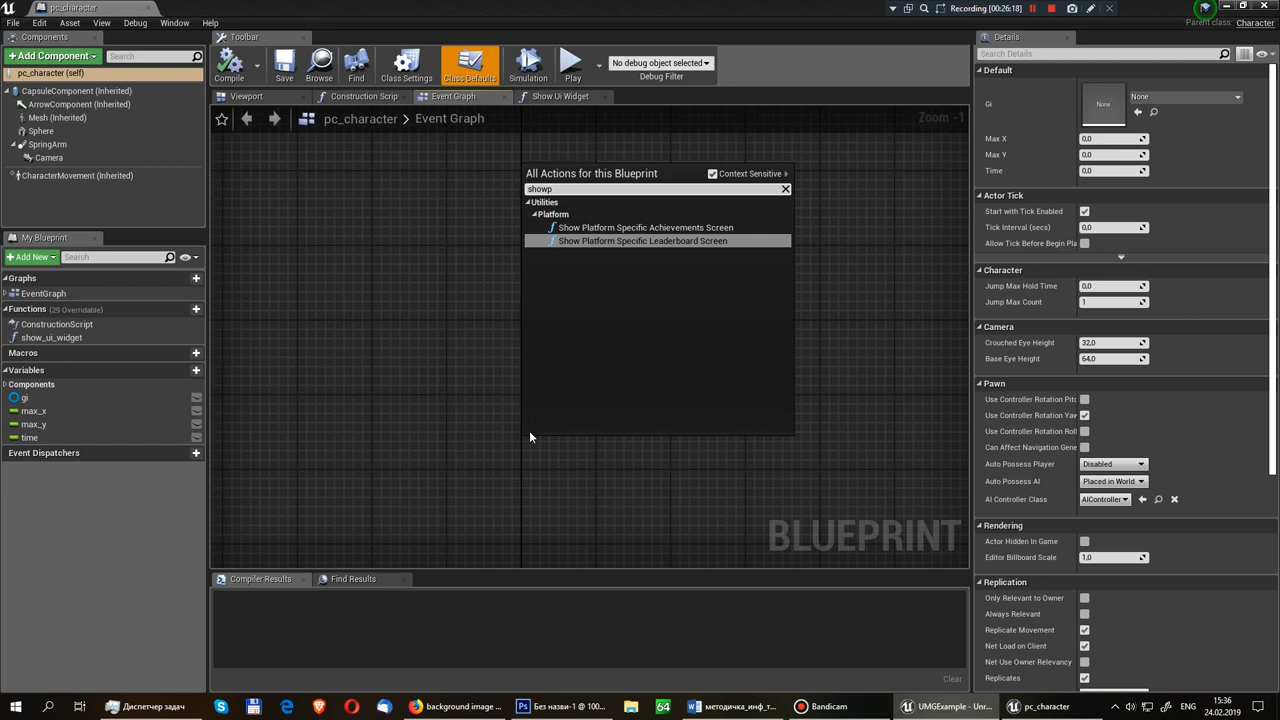 pc_character
Recording [00:26:18]
File
Edit
Asset
View
Debug
Window
Help
Parent class:
Character
Components
+ Add Component
Search
pc_character (self)
CapsuleComponent (Inherited)
ArrowComponent (Inherited)
Mesh (Inherited)
Sphere
SpringArm
Camera
CharacterMovement (Inherited)
My Blueprint
+ Add New
Search
Graphs
EventGraph
Functions (29 Overridable)
ConstructionScript
show_ui_widget
Macros
Variables
Components
gi
max_x
max_y
time
Event Dispatchers
Toolbar
Compile
Save
Browse
Find
Class Settings
Class Defaults
Simulation
Play
No debug object selected
Debug Filter
Viewport
Construction Scrip
Event Graph
Show Ui Widget
pc_character > Event Graph
Zoom -1
All Actions for this Blueprint
Context Sensitive
showp
Utilities
Platform
Show Platform Specific Achievements Screen
Show Platform Specific Leaderboard Screen
BLUEPRINT
Compiler Results
Find Results
Clear
Details
Search Details
Default
Gi
None
None
Max X
0,0
Max Y
0,0
Time
0,0
Actor Tick
Start with Tick Enabled
Tick Interval (secs)
0,0
Allow Tick Before Begin Pla
Character
Jump Max Hold Time
0,0
Jump Max Count
1
Camera
Crouched Eye Height
32,0
Base Eye Height
64,0
Pawn
Use Controller Rotation Pitc
Use Controller Rotation Yaw
Use Controller Rotation Roll
Can Affect Navigation Gene
Auto Possess Player
Disabled
Auto Possess AI
Placed in World
AI Controller Class
AIController
Rendering
Actor Hidden In Game
Editor Billboard Scale
1,0
Replication
Only Relevant to Owner
Always Relevant
Replicate Movement
Net Load on Client
Net Use Owner Relevancy
Replicates
Диспетчер задач
background image ...
Без назви-1 @ 100...
64
методичка_инф_т...
Bandicam
UMGExample - Unr...
pc_character
15:36
24.02.2019